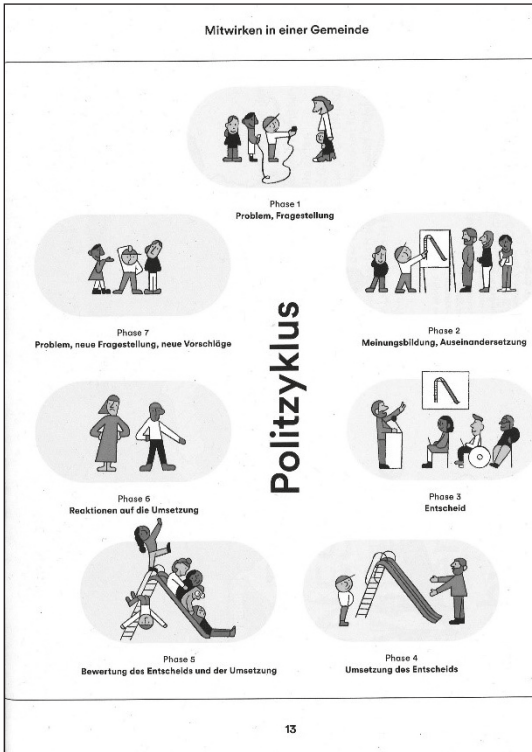 Mitwirken in einer Gemeinde
Phase 1
Problem, Fragestellung
Phase 7
Problem, neue Fragestellung, neue Vorschläge
Phase 2
Meinungsbildung, Auseinandersetzung
Politzyklus
Phase 6
Reaktionen auf die Umsetzung
Phase 3
Entscheid
Phase 5
Bewertung des Entscheids und der Umsetzung
Phase 4
Umsetzung des Entscheids
13